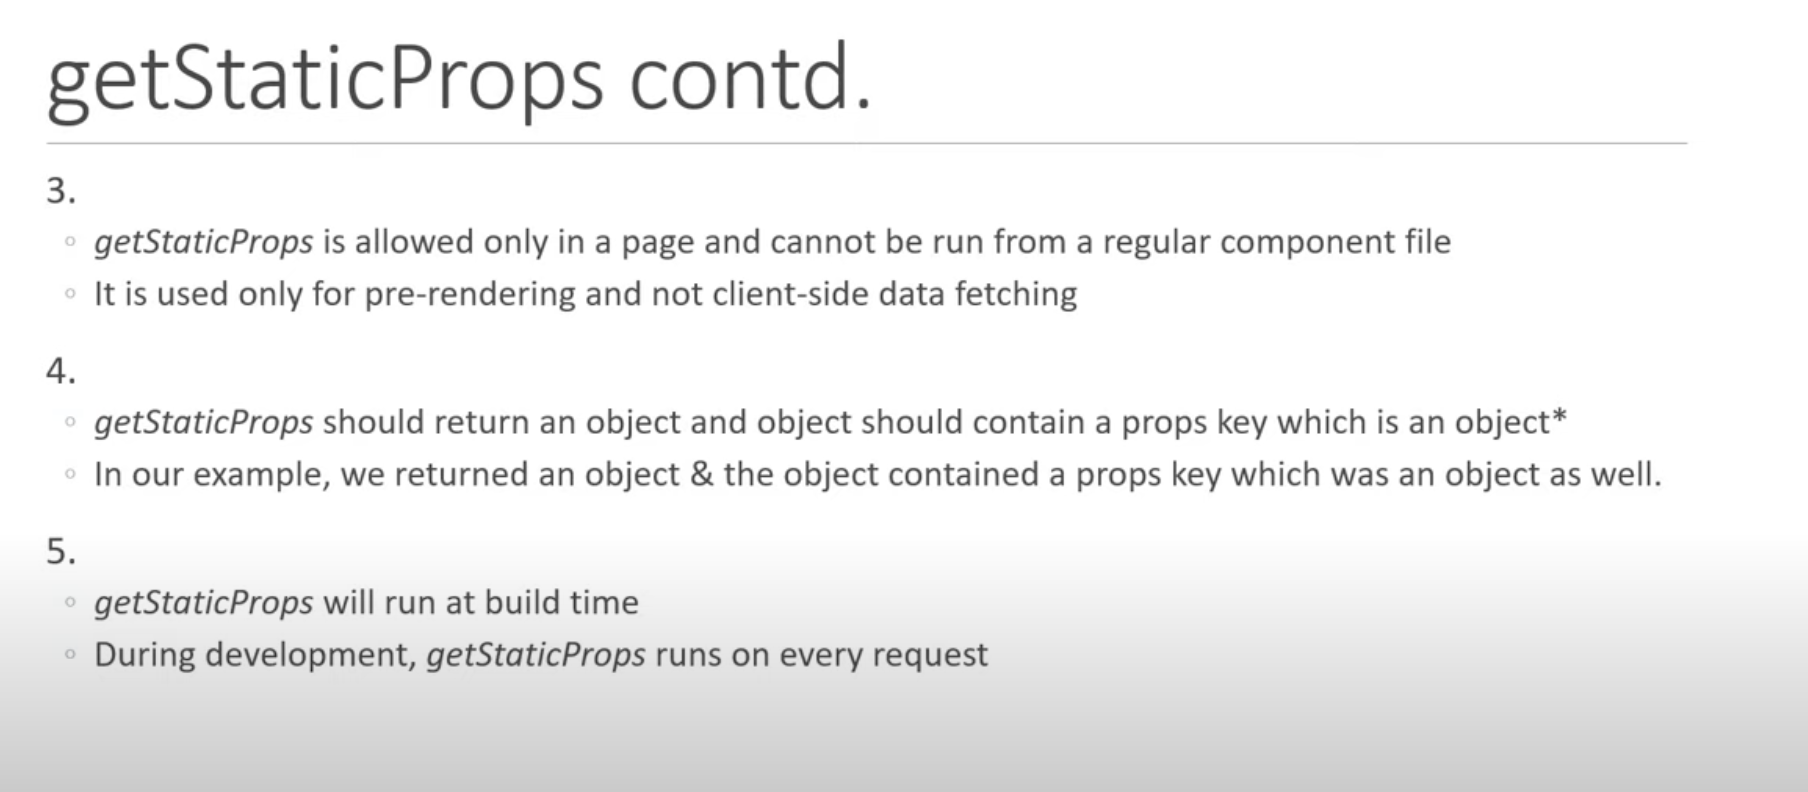 getStaticProps contd.
3.
◦ getStaticProps is allowed only in a page and cannot be run from a regular component file
◦ It is used only for pre-rendering and not client-side data fetching
4.
◦ getStaticProps should return an object and object should contain a props key which is an object*
◦ In our example, we returned an object & the object contained a props key which was an object as well.
5.
◦ getStaticProps will run at build time
◦ During development, getStaticProps runs on every request